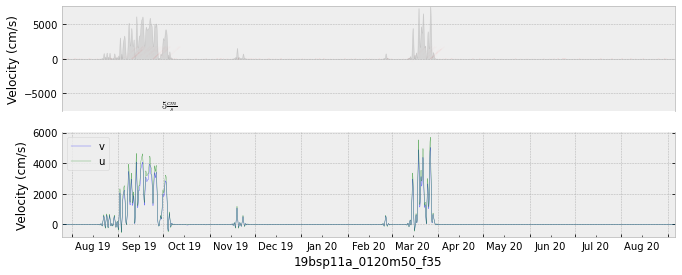 Velocity (cm/s)
5000
0
−5000
5 cm/s
Velocity (cm/s)
6000
4000
2000
0
v
u
Aug 19 Sep 19 Oct 19 Nov 19 Dec 19 Jan 20 Feb 20 Mar 20 Apr 20 May 20 Jun 20 Jul 20 Aug 20
19bsp11a_0120m50_f35